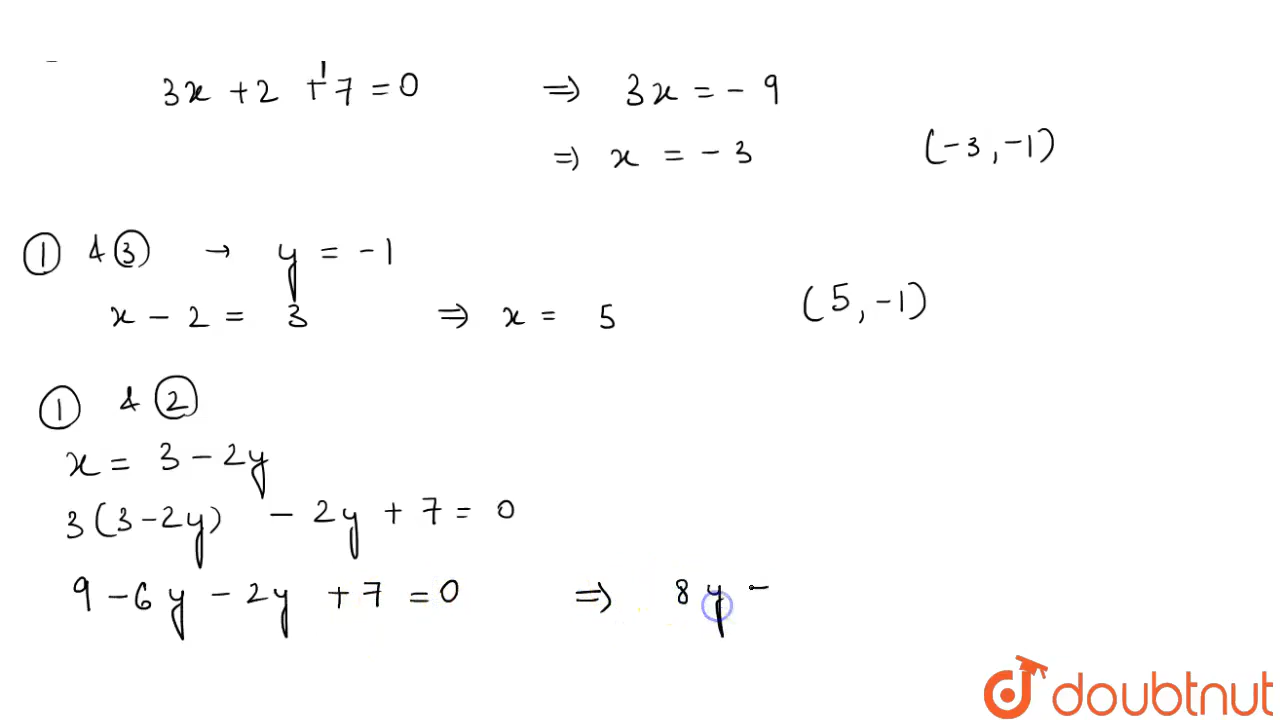 3x + 2 + 7 = 0 ⇒ 3x = - 9
⇒ x = - 3 (-3, -1)
① & ③ → y = -1
x - 2 = 3 ⇒ x = 5 (5, -1)
① & ②
x = 3 - 2y
3(3-2y) - 2y + 7 = 0
9 - 6y - 2y + 7 = 0 ⇒ 8y -
doubtnut